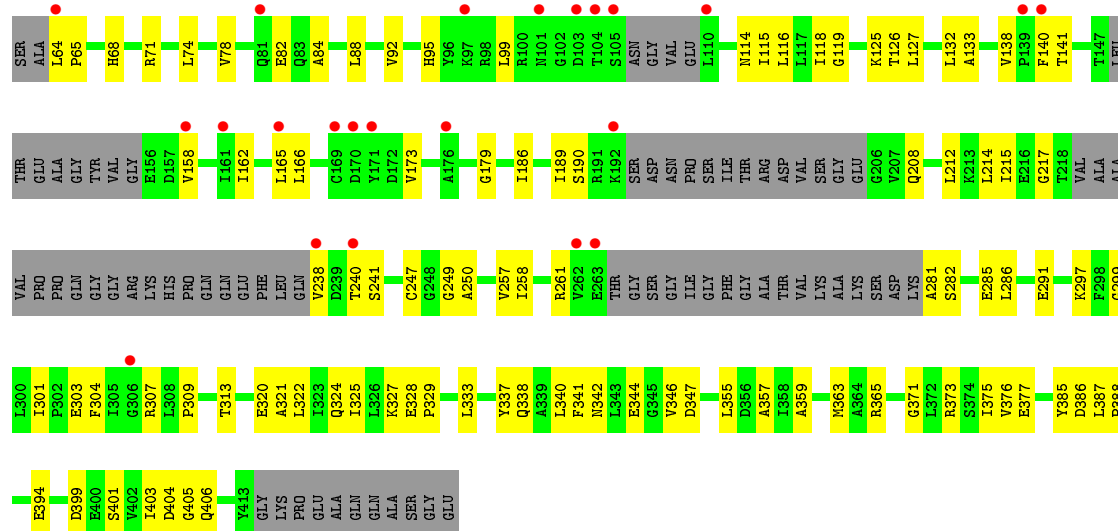 SER ALA L64 P65 H68 R71 L74 V78 Q81 E82 Q83 A84 L88 V92 H95 Y96 K97 R98 L99 R100 N101 G102 D103 T104 S105 ASN GLY VAL GLU L110 N114 I115 L116 L117 I118 G119 K125 T126 L127 L132 A133 V138 P139 F140 T141 T147 LEU
THR GLU ALA GLY TYR VAL GLY E156 D157 V158 I161 I162 L165 L166 C169 D170 Y171 D172 V173 A176 G179 I186 I189 S190 R191 K192 SER ASP ASN PRO SER ILE THR ARG ASP VAL SER GLY GLU G206 V207 Q208 L212 K213 L214 I215 E216 G217 T218 VAL ALA ALA
VAL PRO PRO GLN GLY GLY ARG LYS HIS PRO GLN GLN GLU PHE LEU GLN V238 D239 T240 S241 C247 G248 G249 A250 V257 I258 R261 V262 E263 THR GLY SER GLY ILE GLY PHE GLY ALA THR VAL LYS ALA LYS SER ASP LYS A281 S282 E285 L286 E291 K297 F298 G299
L300 I301 P302 E303 F304 I305 G306 R307 L308 P309 T313 E320 A321 L322 I323 Q324 I325 L326 K327 E328 P329 L333 Y337 Q338 A339 L340 F341 N342 L343 E344 G345 V346 D347 L355 D356 A357 I358 A359 M363 A364 R365 G371 L372 R373 S374 I375 V376 E377 Y385 D386 L387 P388
E394 D399 E400 S401 V402 I403 D404 G405 Q406 Y413 GLY LYS PRO GLU ALA GLN GLN ALA SER GLY GLU